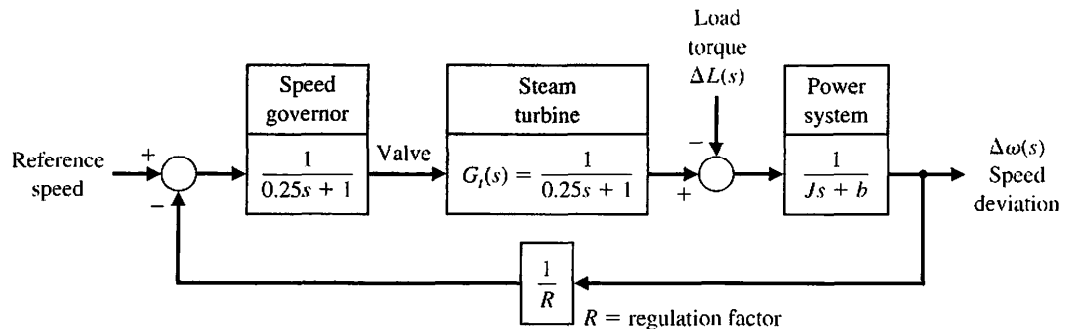 Load
torque
ΔL(s)
Speed
governor
Steam
turbine
Power
system
Reference
speed
+
−
1
0.25s + 1
Valve
G_t(s) = 1
0.25s + 1
−
+
1
Js + b
Δω(s)
Speed
deviation
1
R
R = regulation factor